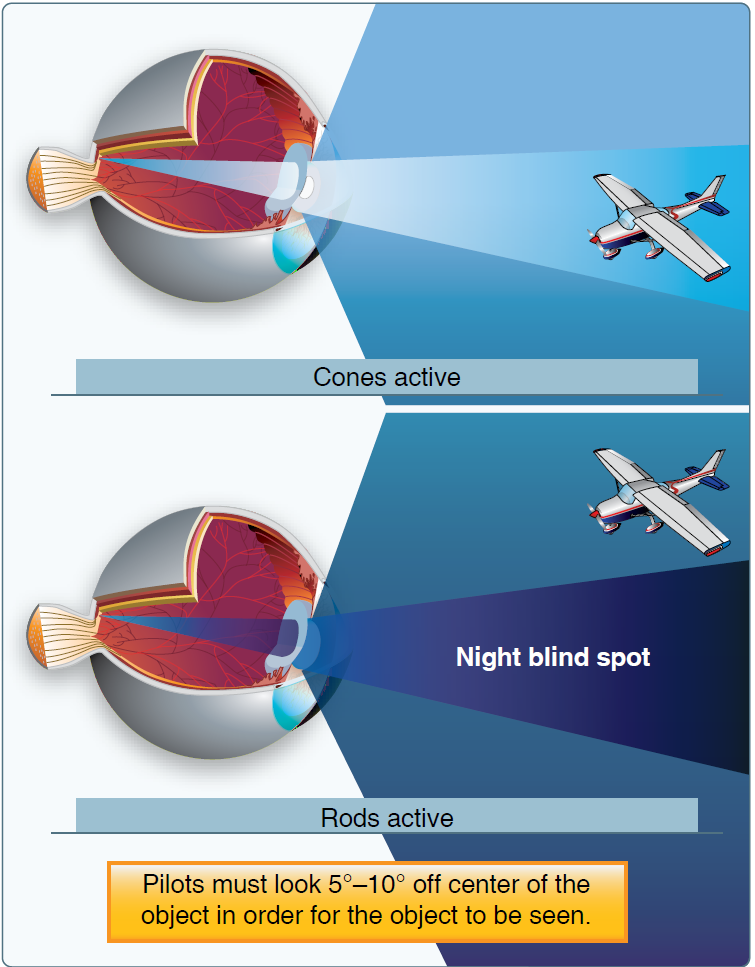 Cones active
Night blind spot
Rods active
Pilots must look 5°–10° off center of the
object in order for the object to be seen.